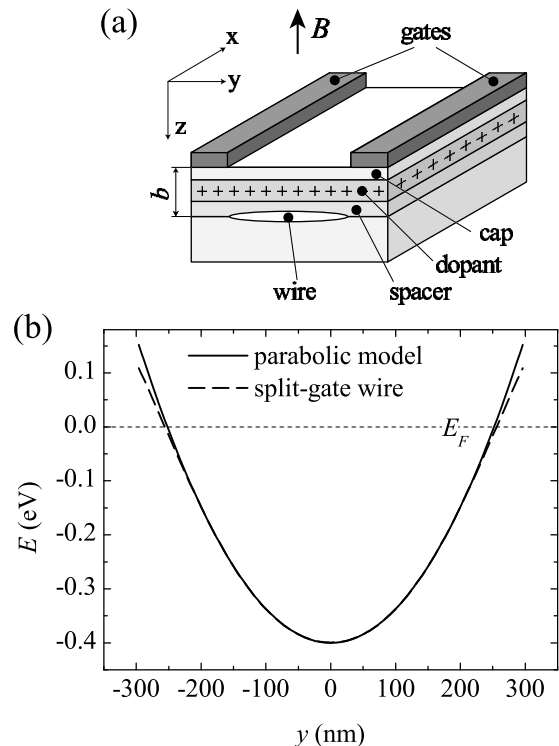 (a)
B
gates
x
y
z
b
+ + + + + + + + + + + + + + + + + + +
cap
dopant
wire
spacer
(b)
parabolic model
split-gate wire
E_F
0.1
0.0
-0.1
-0.2
-0.3
-0.4
E (eV)
-300 -200 -100 0 100 200 300
y (nm)